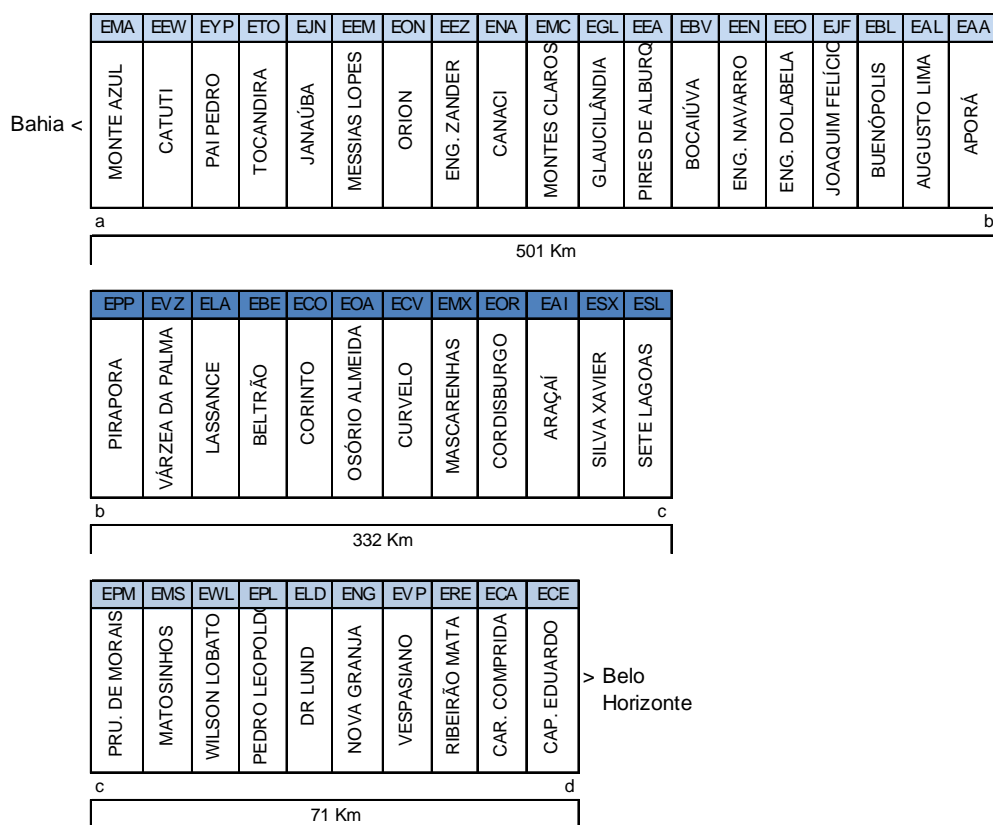 EMA EEW EYP ETO EJN EEM EON EEZ ENA EMC EGL EEA EBV EEN EEO EJF EBL EAL EAA
Bahia <
MONTE AZUL
CATUTI
PAI PEDRO
TOCANDIRA
JANAÚBA
MESSIAS LOPES
ORION
ENG. ZANDER
CANACI
MONTES CLAROS
GLAUCILÂNDIA
PIRES DE ALBURQ
BOCAIÚVA
ENG. NAVARRO
ENG. DOLABELA
JOAQUIM FELÍCIO
BUENÓPOLIS
AUGUSTO LIMA
APORÁ
a b
501 Km
EPP EVZ ELA EBE ECO EOA ECV EMX EOR EAI ESX ESL
PIRAPORA
VÁRZEA DA PALMA
LASSANCE
BELTRÃO
CORINTO
OSÓRIO ALMEIDA
CURVELO
MASCARENHAS
CORDISBURGO
ARAÇAÍ
SILVA XAVIER
SETE LAGOAS
b c
332 Km
EPM EMS EWL EPL ELD ENG EVP ERE ECA ECE
PRU. DE MORAIS
MATOSINHOS
WILSON LOBATO
PEDRO LEOPOLDO
DR LUND
NOVA GRANJA
VESPASIANO
RIBEIRÃO MATA
CAR. COMPRIDA
CAP. EDUARDO
> Belo
Horizonte
c d
71 Km